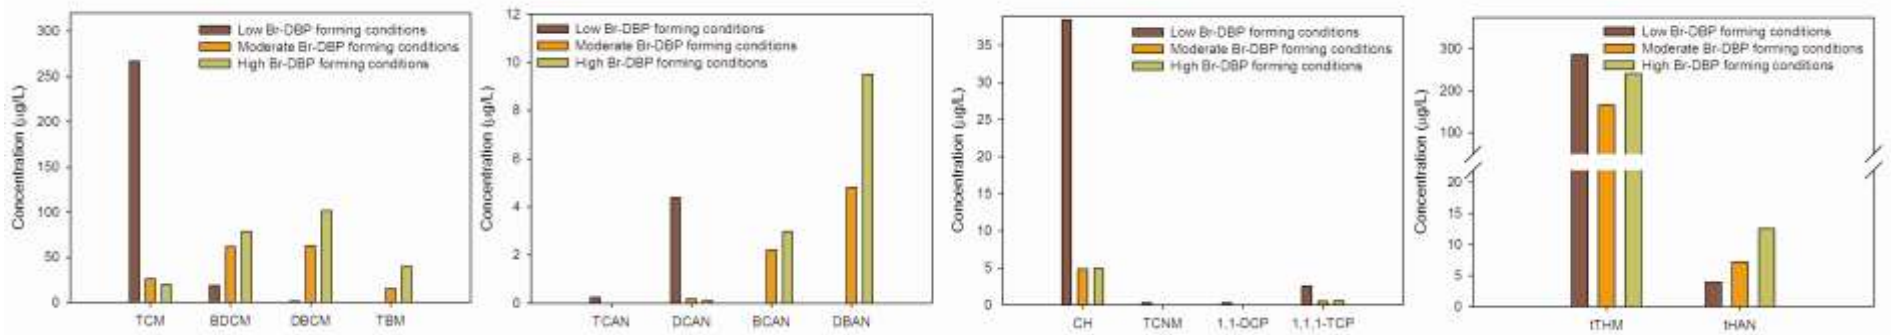 Concentration (µg/L)
300
250
200
150
100
50
0
Low Br-DBP forming conditions
Moderate Br-DBP forming conditions
High Br-DBP forming conditions
TCM BDCM DBCM TBM
Concentration (µg/L)
12
10
8
6
4
2
0
Low Br-DBP forming conditions
Moderate Br-DBP forming conditions
High Br-DBP forming conditions
TCAN DCAN BCAN DBAN
Concentration (µg/L)
35
30
25
20
15
10
5
0
Low Br-DBP forming conditions
Moderate Br-DBP forming conditions
High Br-DBP forming conditions
CH TCNM 1,1-DCP 1,1,1-TCP
Concentration (µg/L)
300
200
100
20
15
10
5
0
Low Br-DBP forming conditions
Moderate Br-DBP forming conditions
High Br-DBP forming conditions
tTHM tHAN